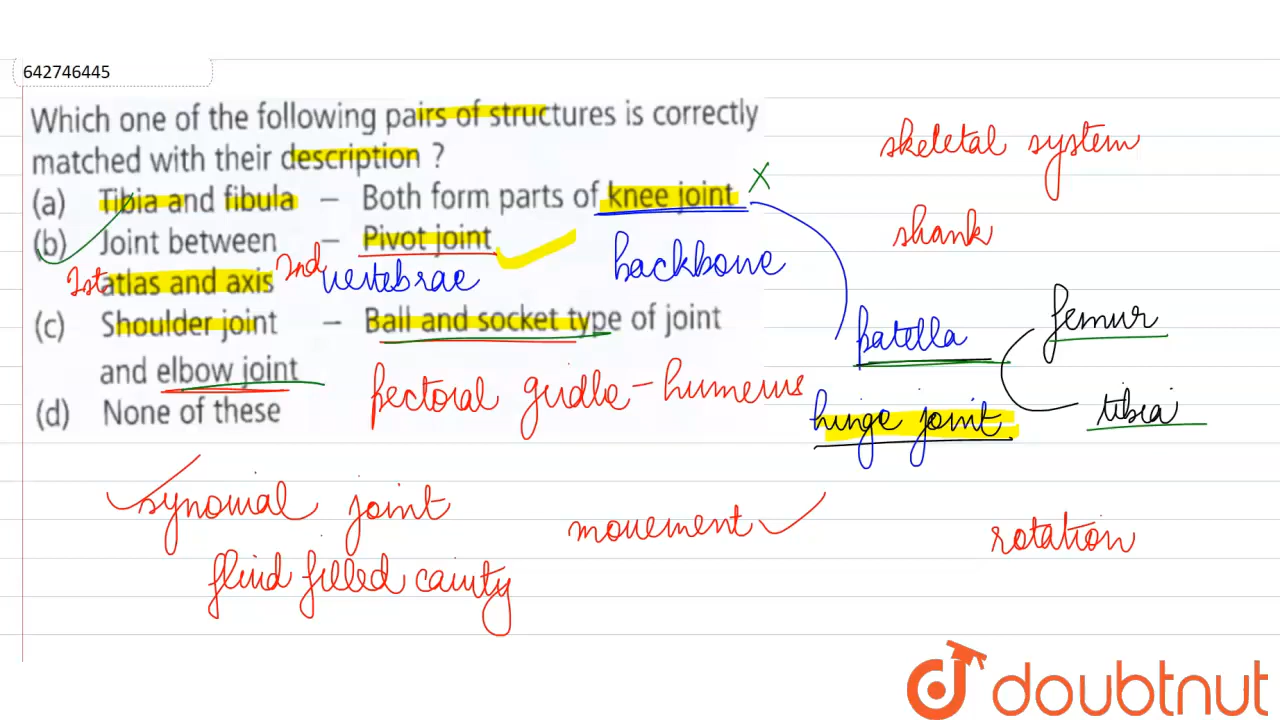 642746445
Which one of the following pairs of structures is correctly
matched with their description ?
(a) Tibia and fibula – Both form parts of knee joint X
(b) Joint between – Pivot joint
1st atlas and axis 2nd vertebrae
(c) Shoulder joint – Ball and socket type of joint
and elbow joint
(d) None of these
skeletal system
shank
backbone
patella
femur
tibia
hinge joint
pectoral girdle - humerus
synovial joint
fluid filled cavity
movement
rotation
doubtnut